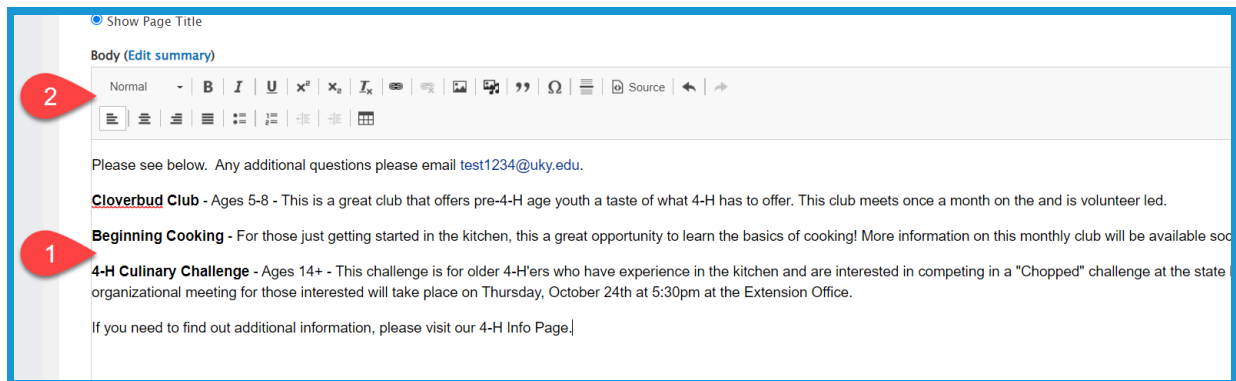 Show Page Title
Body (Edit summary)
Normal B I U x² x₂ Tx Ω Source
2
Please see below.  Any additional questions please email test1234@uky.edu.
Cloverbud Club - Ages 5-8 - This is a great club that offers pre-4-H age youth a taste of what 4-H has to offer. This club meets once a month on the and is volunteer led.
Beginning Cooking - For those just getting started in the kitchen, this a great opportunity to learn the basics of cooking! More information on this monthly club will be available
1
4-H Culinary Challenge - Ages 14+ - This challenge is for older 4-H'ers who have experience in the kitchen and are interested in competing in a "Chopped" challenge at the state
organizational meeting for those interested will take place on Thursday, October 24th at 5:30pm at the Extension Office.
If you need to find out additional information, please visit our 4-H Info Page.